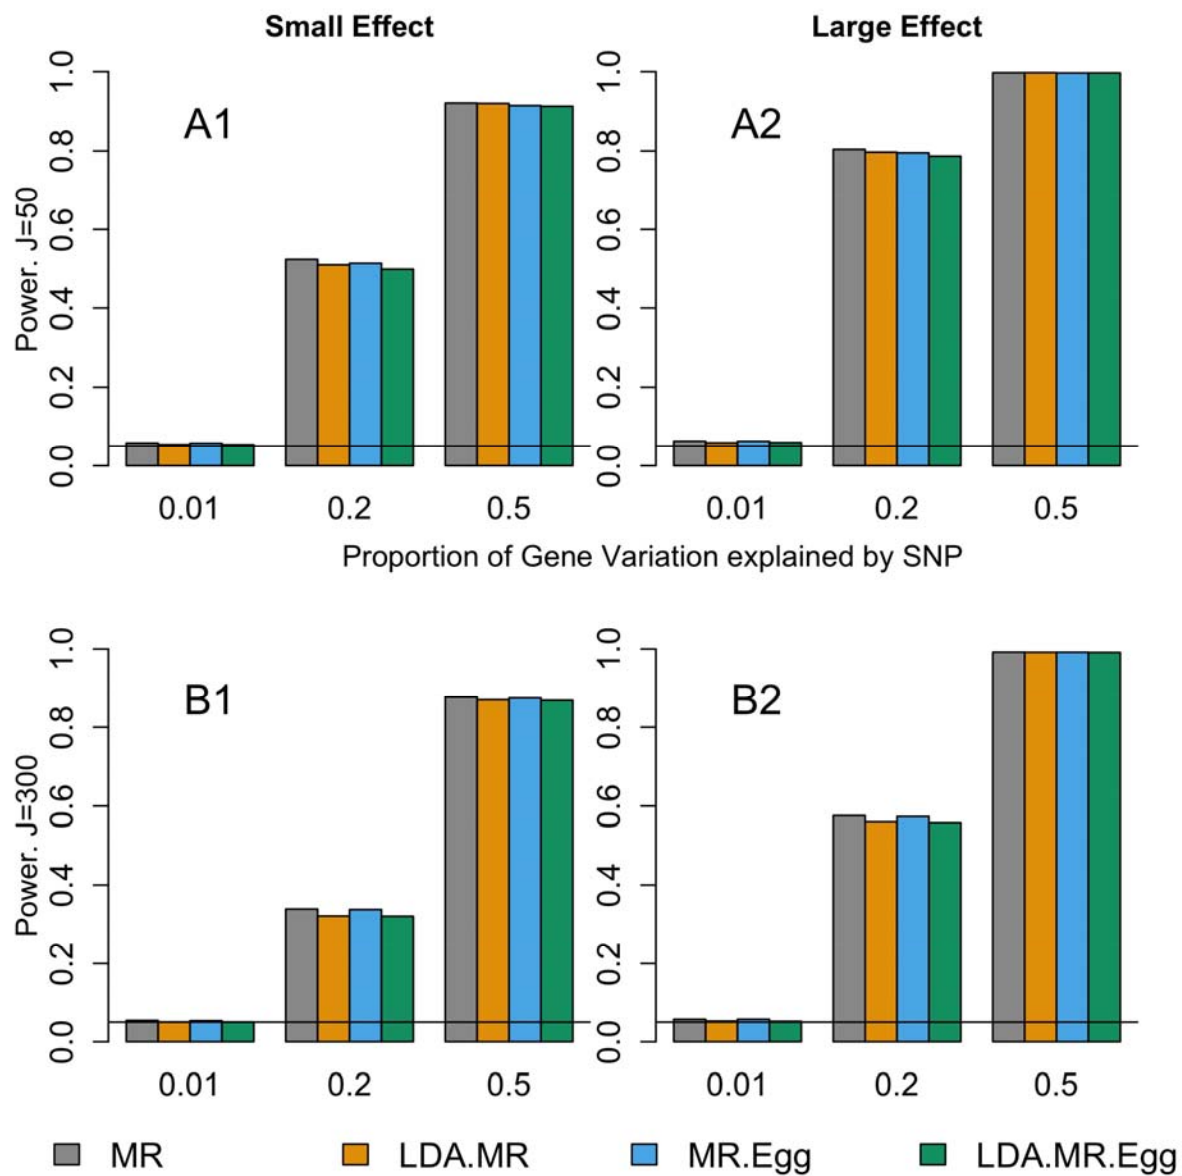 Small Effect Large Effect
1.0 1.0
A1 A2
0.8 0.8
Power. J=50
0.6 0.6
0.4 0.4
0.2 0.2
0.0 0.0
0.01 0.2 0.5 0.01 0.2 0.5
Proportion of Gene Variation explained by SNP
1.0 1.0
B1 B2
0.8 0.8
Power. J=300
0.6 0.6
0.4 0.4
0.2 0.2
0.0 0.0
0.01 0.2 0.5 0.01 0.2 0.5
MR LDA.MR MR.Egg LDA.MR.Egg